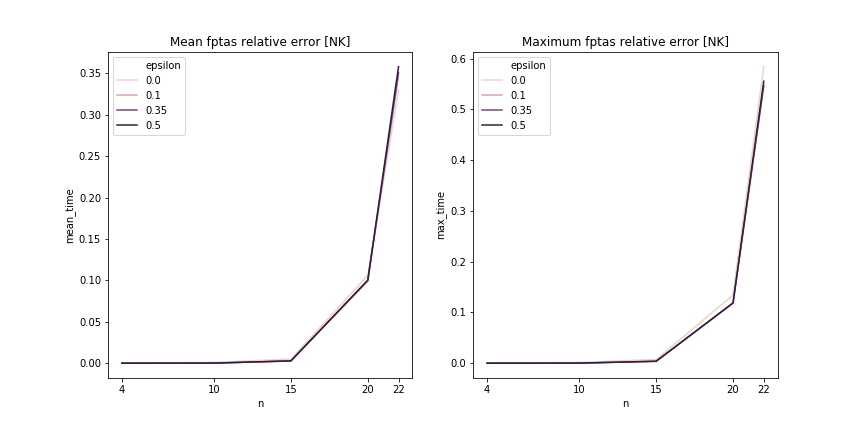 Mean fptas relative error [NK]
epsilon
0.0
0.1
0.35
0.5
0.35
0.30
0.25
0.20
0.15
0.10
0.05
0.00
mean_time
4 10 15 20 22
n
Maximum fptas relative error [NK]
epsilon
0.0
0.1
0.35
0.5
0.6
0.5
0.4
0.3
0.2
0.1
0.0
max_time
4 10 15 20 22
n